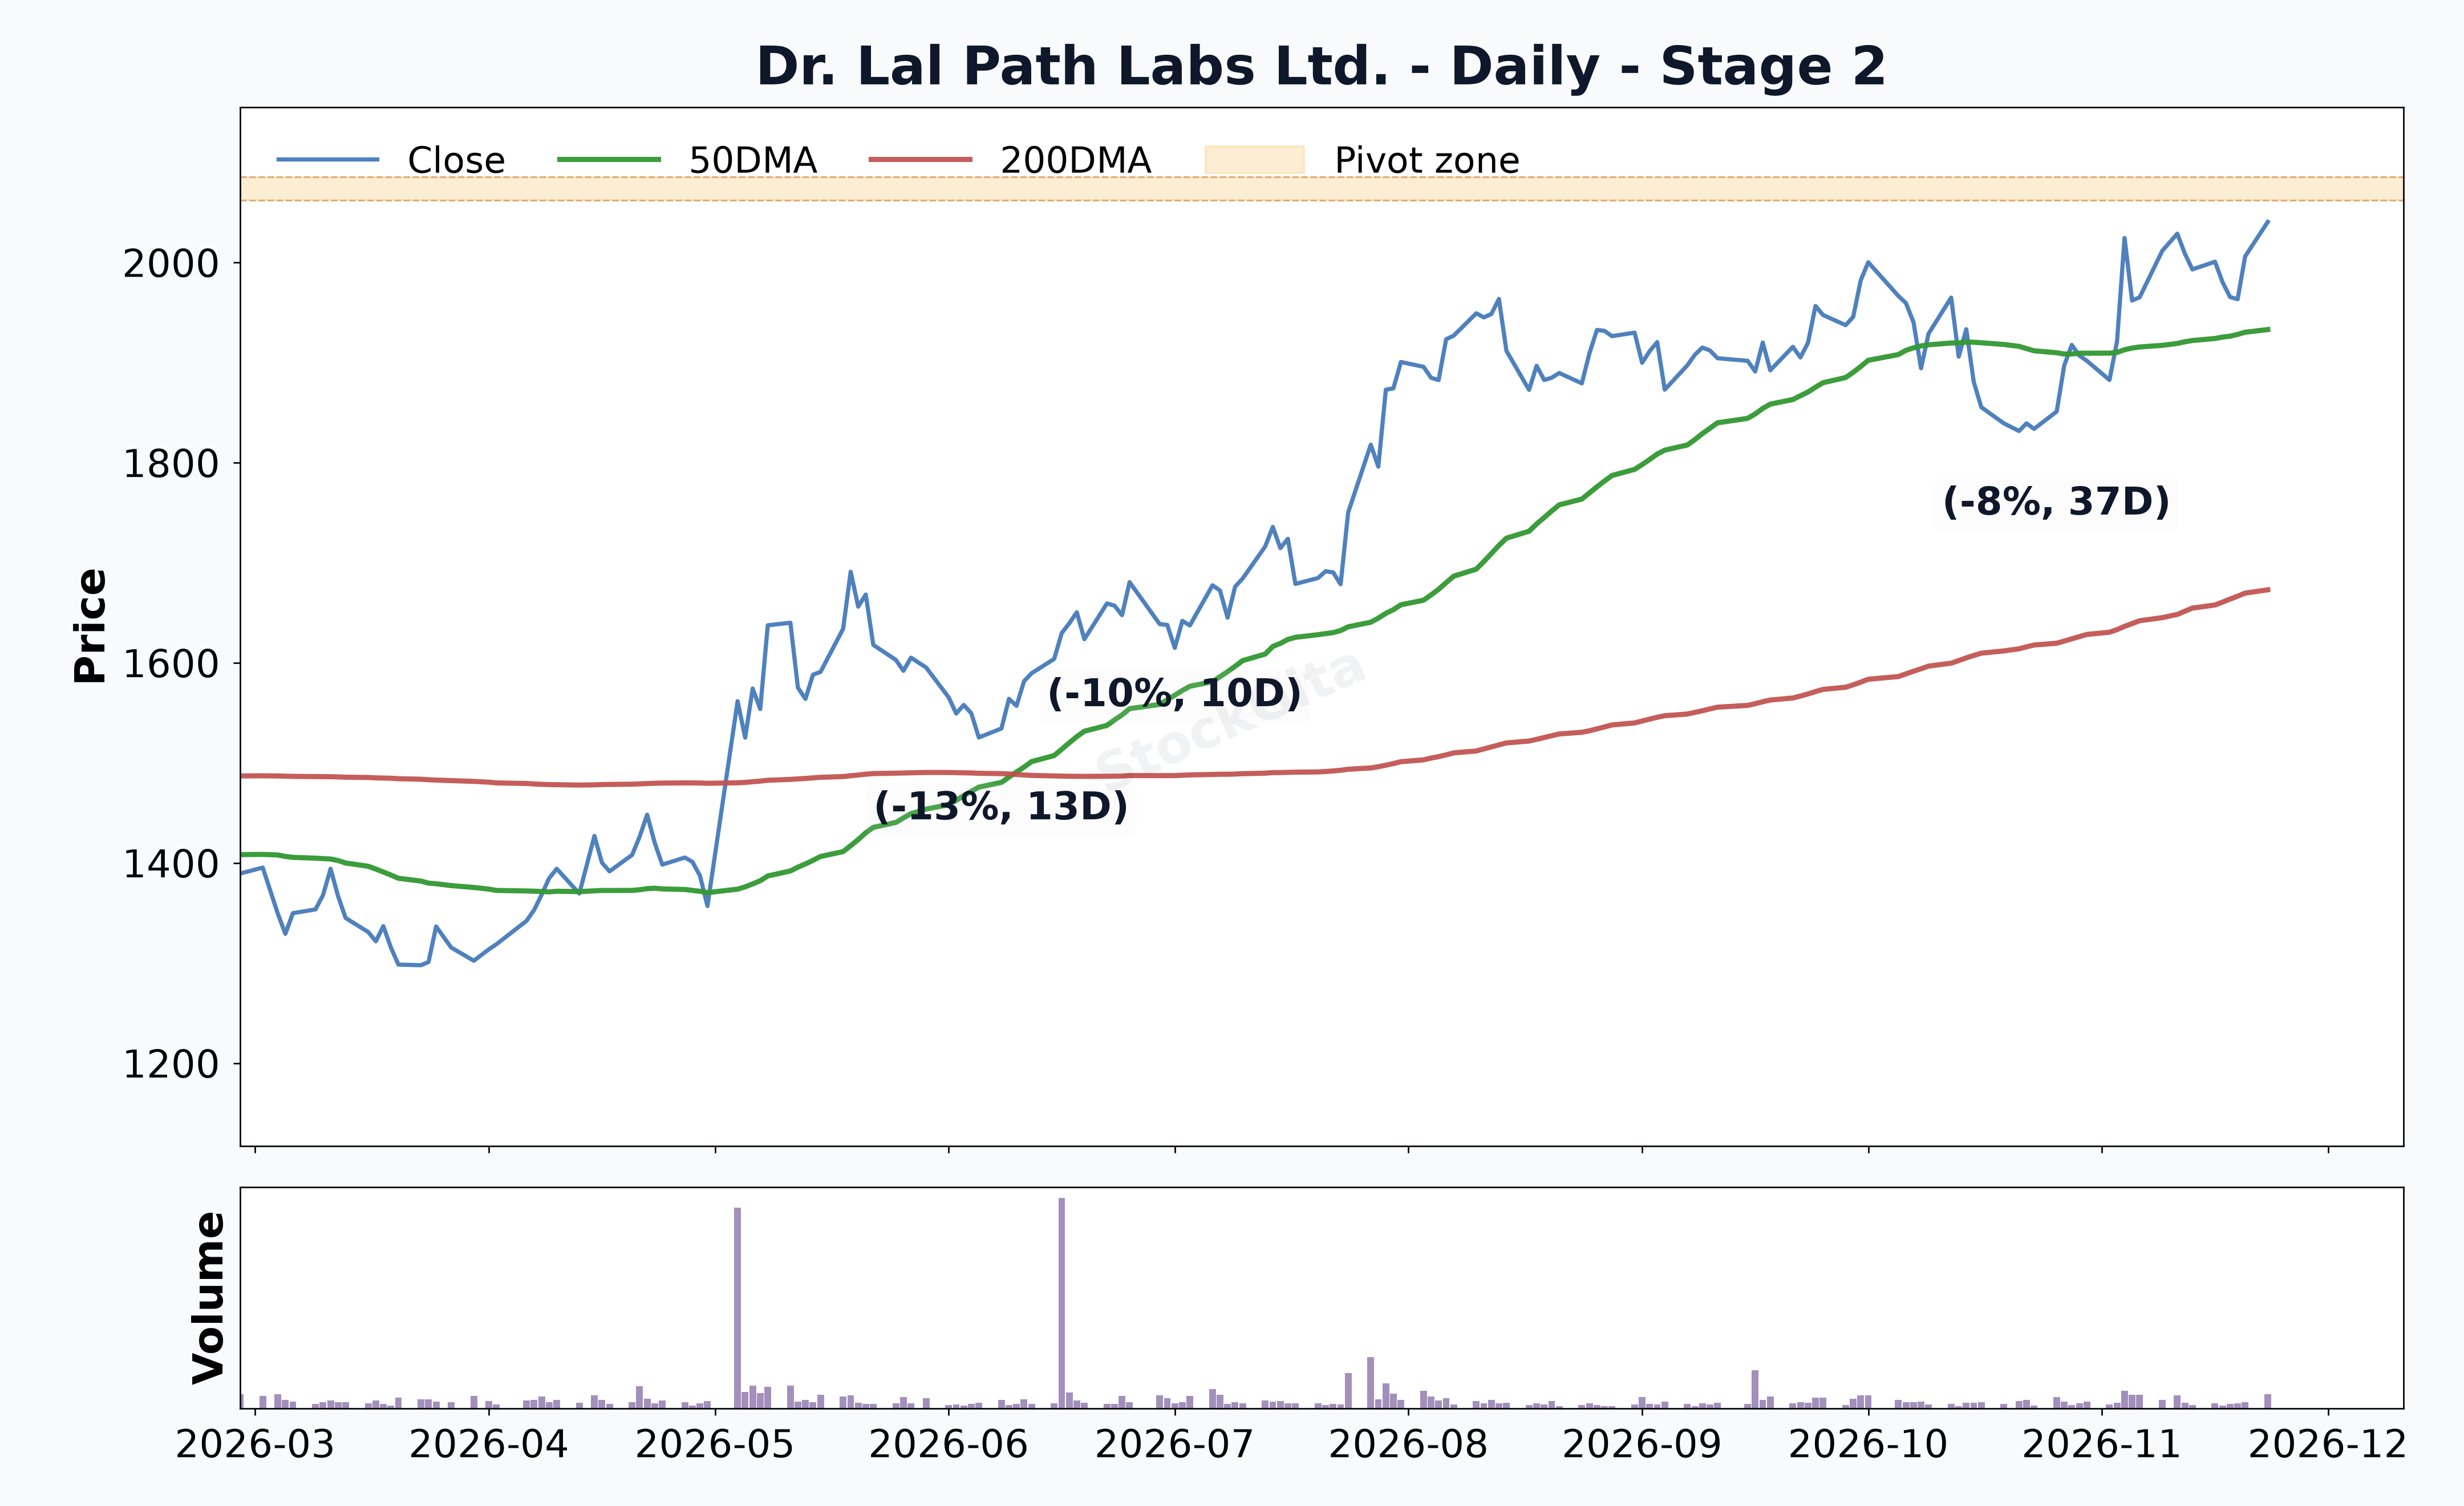 Dr. Lal Path Labs Ltd. - Daily - Stage 2
Close 50DMA 200DMA Pivot zone
Price
2000
1800
1600
1400
1200
(-8%, 37D)
(-10%, 10D)
(-13%, 13D)
Volume
2026-03 2026-04 2026-05 2026-06 2026-07 2026-08 2026-09 2026-10 2026-11 2026-12